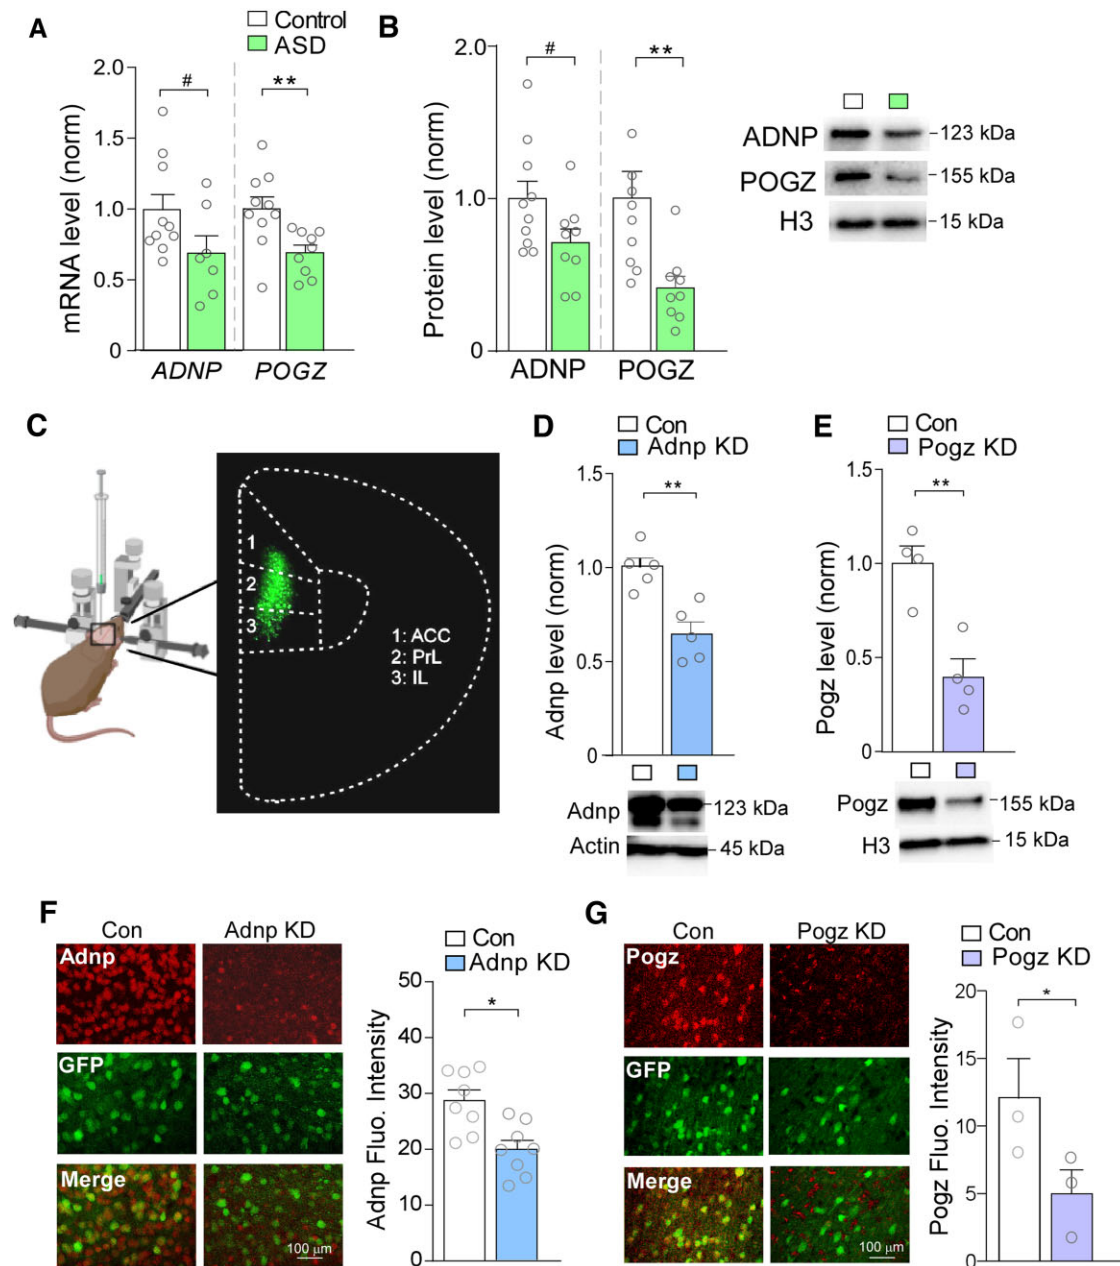 A
Control
ASD
mRNA level (norm)
2.0
1.5
1.0
0.5
0
#
**
ADNP POGZ
B
Protein level (norm)
2.0
1.0
0
#
**
ADNP POGZ
ADNP 123 kDa
POGZ 155 kDa
H3 15 kDa
C
1
2
3
1: ACC
2: PrL
3: IL
D
Con
Adnp KD
Adnp level (norm)
1.5
1.0
0.5
0
**
Adnp 123 kDa
Actin 45 kDa
E
Con
Pogz KD
Pogz level (norm)
1.5
1.0
0.5
0
**
Pogz 155 kDa
H3 15 kDa
F
Con Adnp KD
Adnp
GFP
Merge
100 μm
Con
Adnp KD
Adnp Fluo. Intensity
50
40
30
20
10
0
*
G
Con Pogz KD
Pogz
GFP
Merge
100 μm
Con
Pogz KD
Pogz Fluo. Intensity
20
15
10
5
0
*